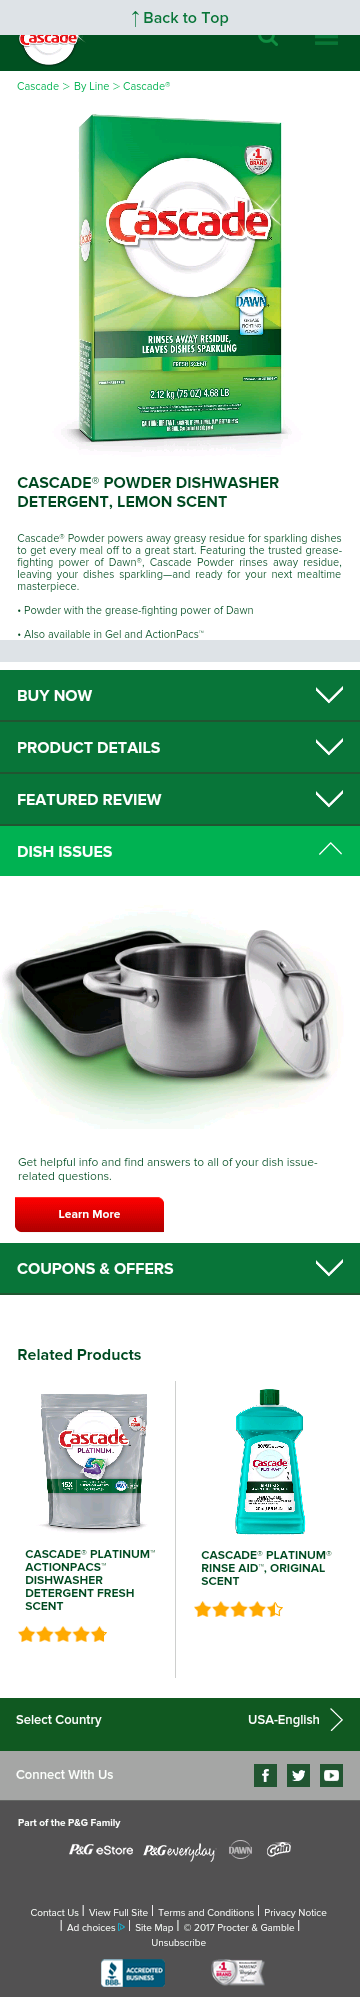 ↑ Back to Top
Cascade
Cascade > By Line > Cascade®
#1
BRAND
Cascade
DAWN
RINSES AWAY RESIDUE,
LEAVES DISHES SPARKLING
FRESH SCENT
2.12 kg (75 OZ) 4.68 LB
CASCADE® POWDER DISHWASHER
DETERGENT, LEMON SCENT
Cascade® Powder powers away greasy residue for sparkling dishes
to get every meal off to a great start. Featuring the trusted grease-
fighting power of Dawn®, Cascade Powder rinses away residue,
leaving your dishes sparkling—and ready for your next mealtime
masterpiece.
• Powder with the grease-fighting power of Dawn
• Also available in Gel and ActionPacs™
BUY NOW
PRODUCT DETAILS
FEATURED REVIEW
DISH ISSUES
Get helpful info and find answers to all of your dish issue-
related questions.
Learn More
COUPONS & OFFERS
Related Products
Cascade
PLATINUM
15X
Cascade
PLATINUM
CASCADE® PLATINUM™
ACTIONPACS™
DISHWASHER
DETERGENT FRESH
SCENT
CASCADE® PLATINUM®
RINSE AID™, ORIGINAL
SCENT
Select Country USA-English
Connect With Us
Part of the P&G Family
P&G eStore P&G everyday DAWN Gain
Contact Us | View Full Site | Terms and Conditions | Privacy Notice
| Ad choices | Site Map | © 2017 Procter & Gamble |
Unsubscribe
BBB ACCREDITED
BUSINESS